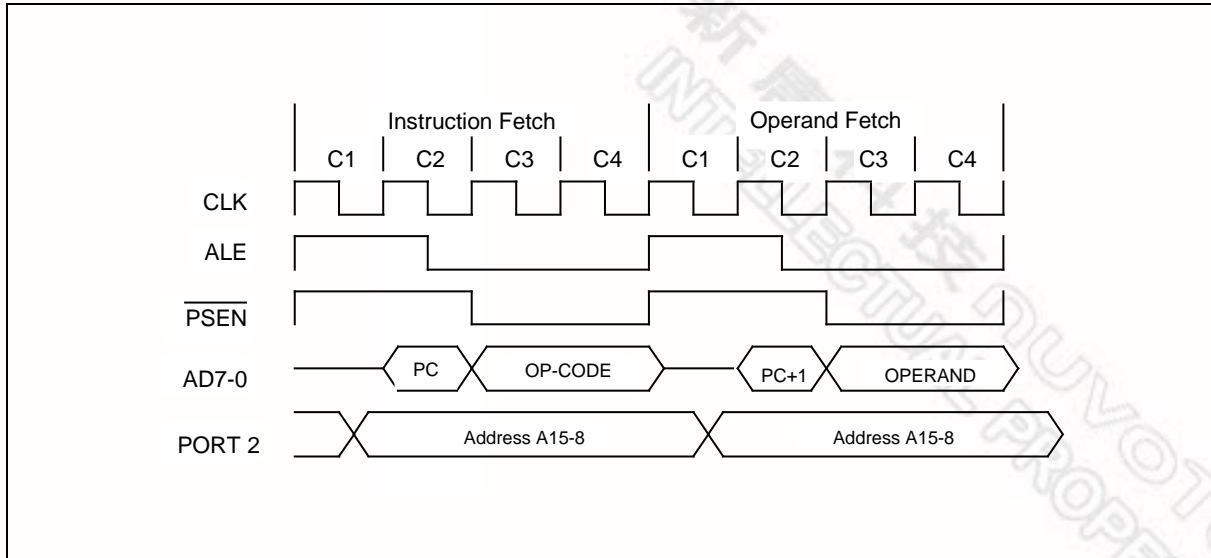 Instruction Fetch Operand Fetch
C1 C2 C3 C4 C1 C2 C3 C4
CLK
ALE
PSEN
AD7-0 PC OP-CODE PC+1 OPERAND
PORT 2 Address A15-8 Address A15-8